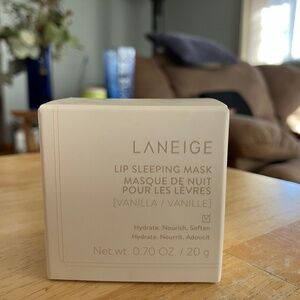 LANEIGE
LIP SLEEPING MASK
MASQUE DE NUIT
POUR LES LÈVRES
[VANILLA / VANILLE]
Hydrate, Nourish, Soften
Hydrate, Nourrit, Adoucit
Net wt. 0.70 OZ. / 20 g